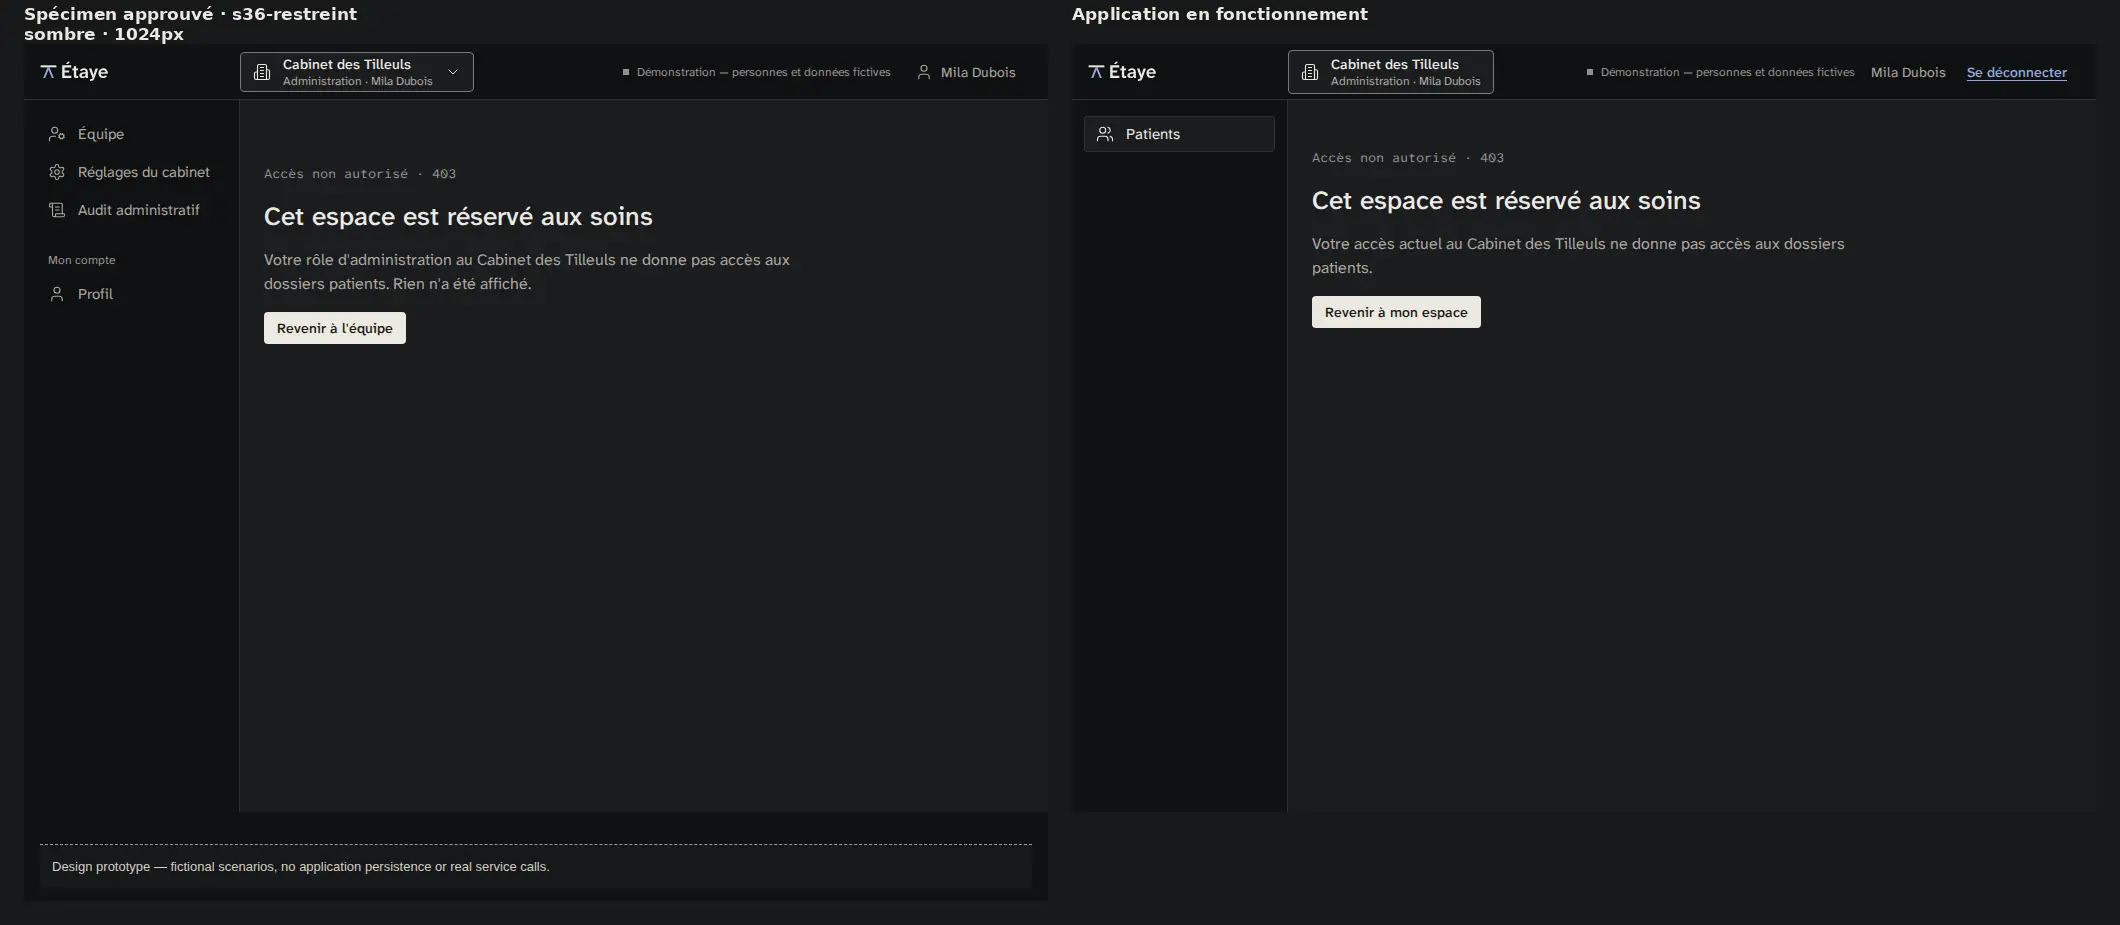 Spécimen approuvé · s36-restreint
sombre · 1024px
Étaye
Cabinet des Tilleuls
Administration · Mila Dubois
Démonstration — personnes et données fictives
Mila Dubois
Équipe
Réglages du cabinet
Audit administratif
Mon compte
Profil
Accès non autorisé · 403
Cet espace est réservé aux soins
Votre rôle d'administration au Cabinet des Tilleuls ne donne pas accès aux
dossiers patients. Rien n'a été affiché.
Revenir à l'équipe
Design prototype — fictional scenarios, no application persistence or real service calls.
Application en fonctionnement
Étaye
Cabinet des Tilleuls
Administration · Mila Dubois
Démonstration — personnes et données fictives
Mila Dubois
Se déconnecter
Patients
Accès non autorisé · 403
Cet espace est réservé aux soins
Votre accès actuel au Cabinet des Tilleuls ne donne pas accès aux dossiers
patients.
Revenir à mon espace